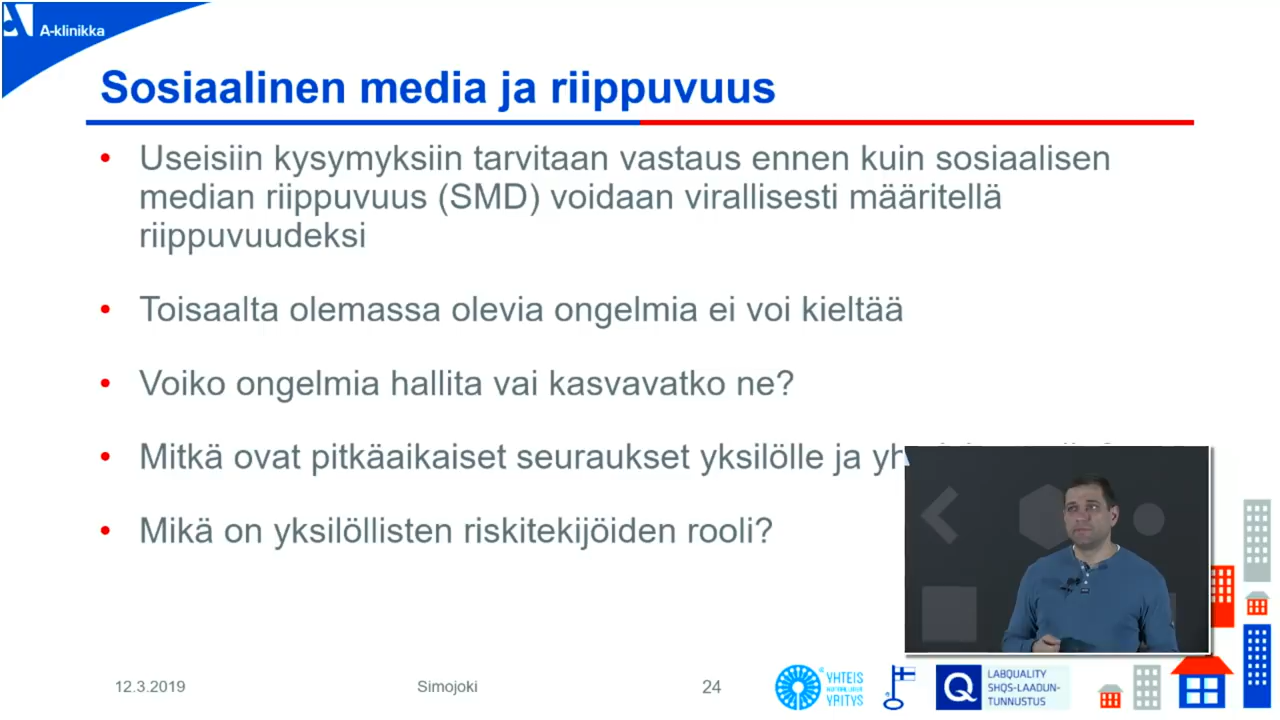 A-klinikka
Sosiaalinen media ja riippuvuus
• Useisiin kysymyksiin tarvitaan vastaus ennen kuin sosiaalisen
median riippuvuus (SMD) voidaan virallisesti määritellä
riippuvuudeksi
• Toisaalta olemassa olevia ongelmia ei voi kieltää
• Voiko ongelmia hallita vai kasvavatko ne?
• Mitkä ovat pitkäaikaiset seuraukset yksilölle ja
• Mikä on yksilöllisten riskitekijöiden rooli?
12.3.2019
Simojoki
24
YHTEIS
YRITYS
Q
LABQUALITY
SHQS-LAADUN-
TUNNUSTUS